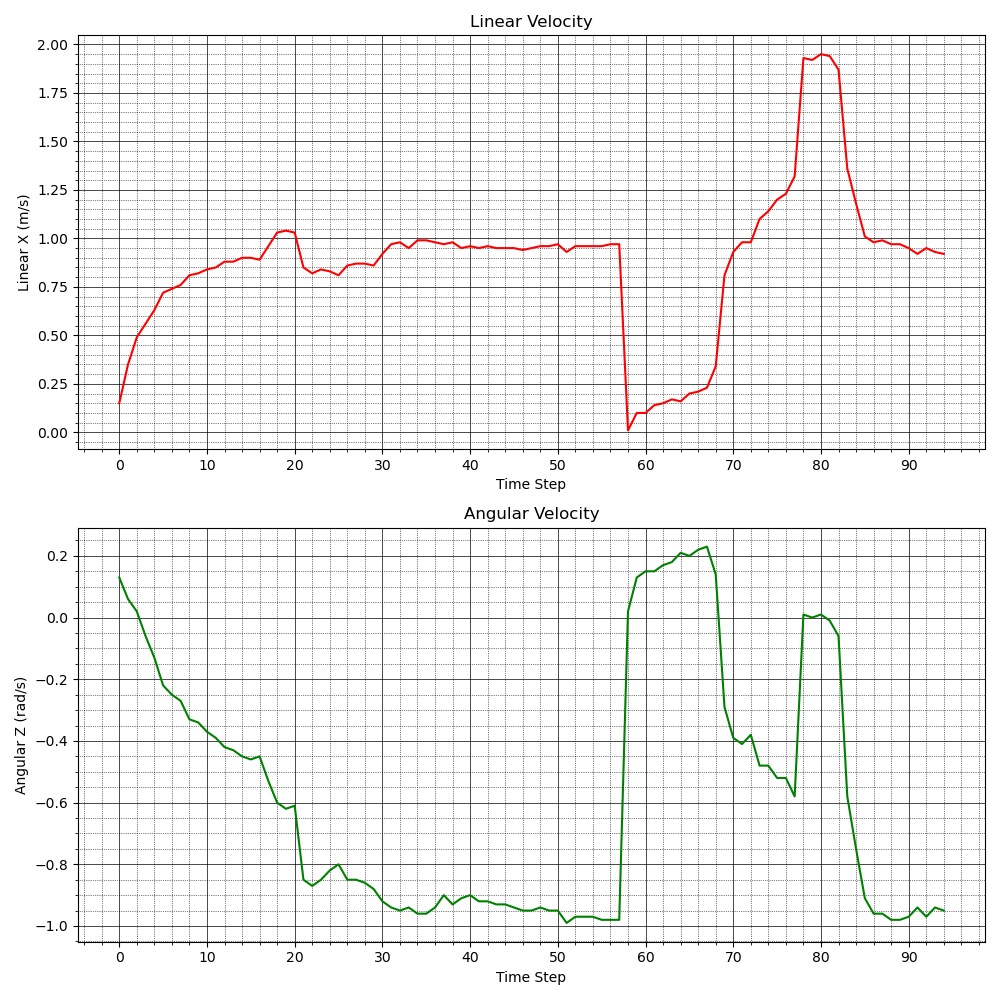 Linear Velocity
2.00
1.75
1.50
1.25
1.00
0.75
0.50
0.25
0.00
Linear X (m/s)
0 10 20 30 40 50 60 70 80 90
Time Step
Angular Velocity
0.2
0.0
−0.2
−0.4
−0.6
−0.8
−1.0
Angular Z (rad/s)
0 10 20 30 40 50 60 70 80 90
Time Step